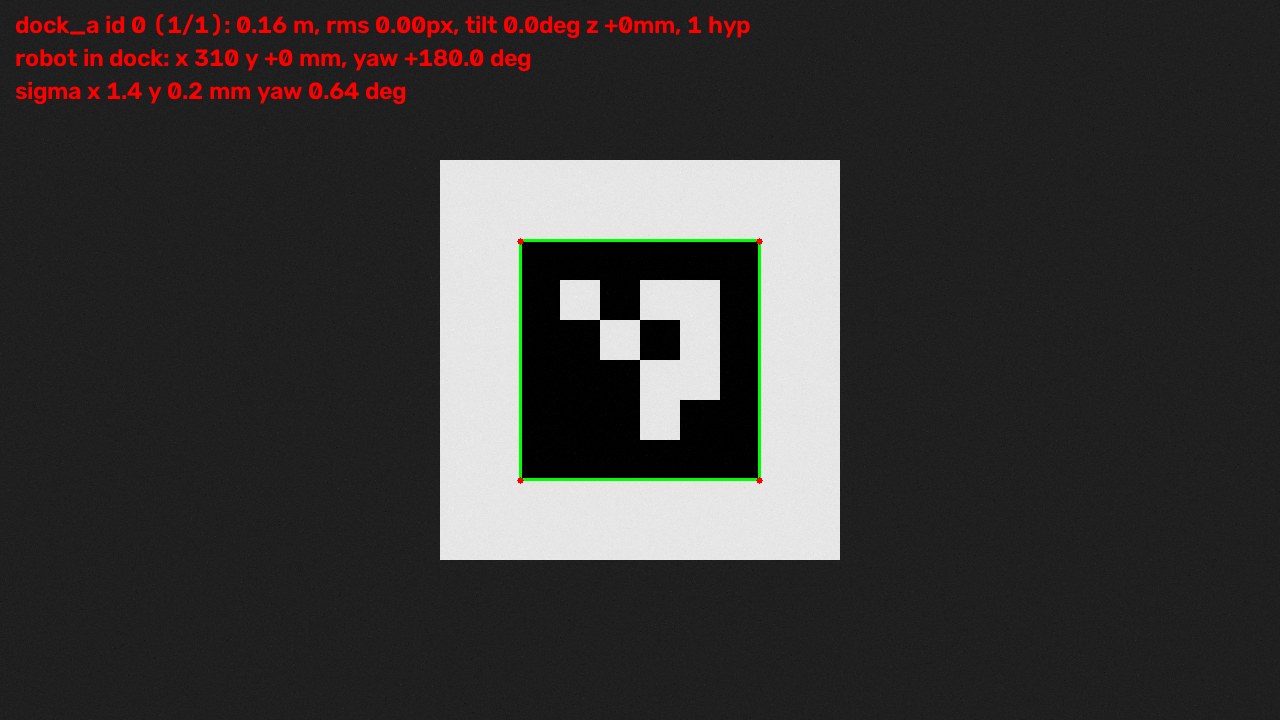 dock_a id 0 (1/1): 0.16 m, rms 0.00px, tilt 0.0deg z +0mm, 1 hyp
robot in dock: x 310 y +0 mm, yaw +180.0 deg
sigma x 1.4 y 0.2 mm yaw 0.64 deg